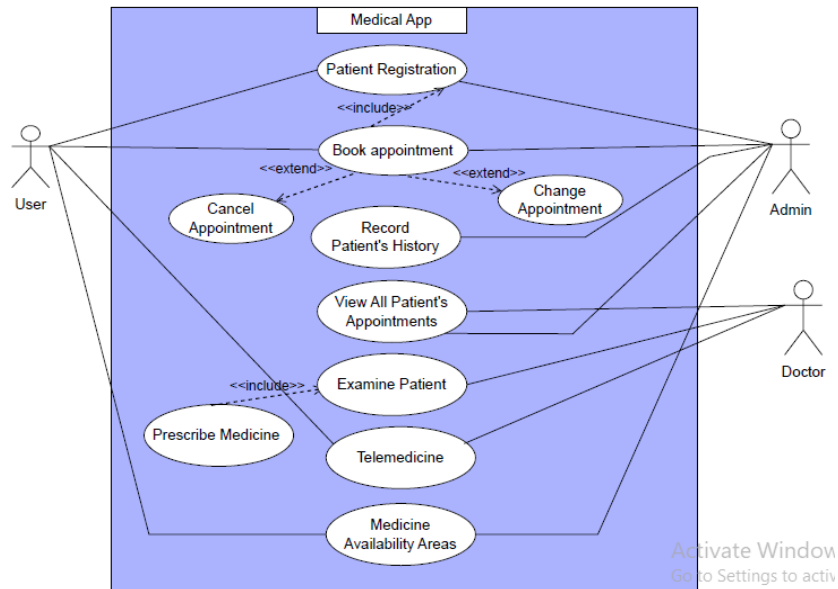 Medical App
Patient Registration
<<include>>
Book appointment
<<extend>>
<<extend>>
User
Admin
Cancel
Appointment
Change
Appointment
Record
Patient's History
View All Patient's
Appointments
Doctor
Examine Patient
<<include>>
Prescribe Medicine
Telemedicine
Medicine
Availability Areas
Activate Window
Go to Settings to activ